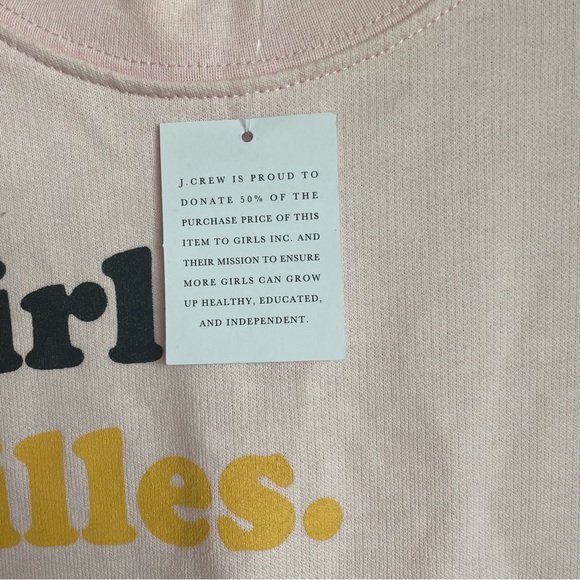 J.CREW IS PROUD TO
DONATE 50% OF THE
PURCHASE PRICE OF THIS
ITEM TO GIRLS INC. AND
THEIR MISSION TO ENSURE
MORE GIRLS CAN GROW
UP HEALTHY, EDUCATED,
AND INDEPENDENT.
irl
illes.